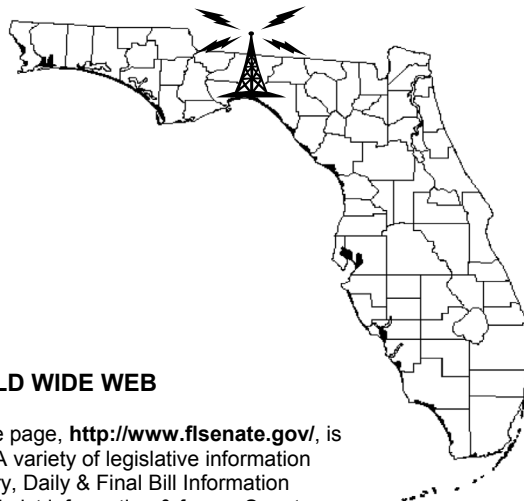 LD WIDE WEB
e page, http://www.flsenate.gov/, is
A variety of legislative information
y, Daily & Final Bill Information